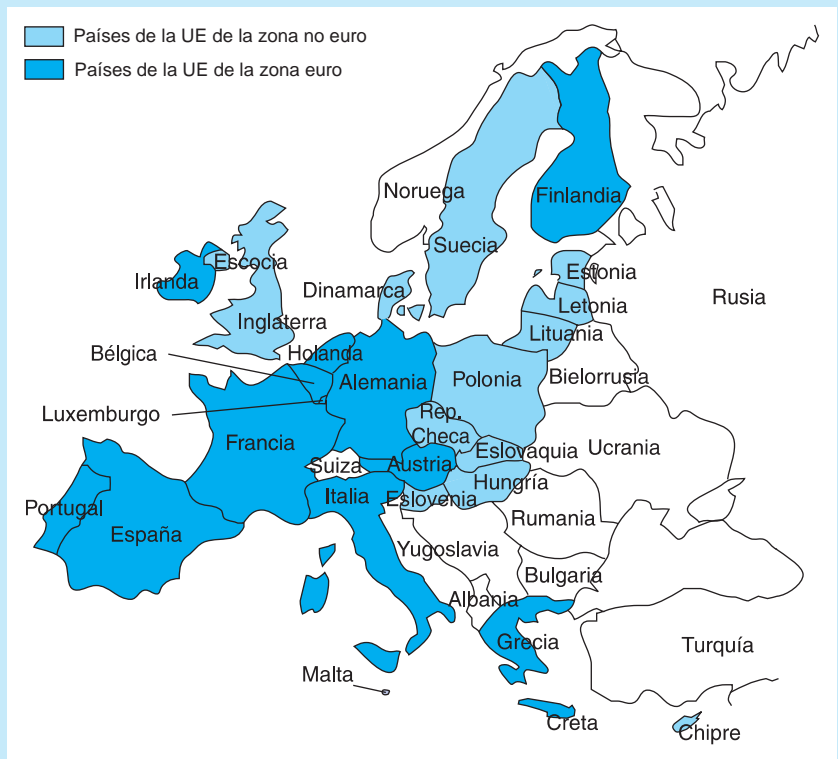 Países de la UE de la zona no euro
Países de la UE de la zona euro
Noruega
Finlandia
Suecia
Escocia
Estonia
Irlanda
Dinamarca
Rusia
Letonia
Inglaterra
Lituania
Bélgica
Holanda
Alemania
Polonia
Bielorrusia
Luxemburgo
Rep.
Checa
Francia
Eslovaquia
Ucrania
Suiza
Austria
Hungría
Italia
Eslovenia
Portugal
España
Rumania
Yugoslavia
Bulgaria
Albania
Grecia
Turquía
Malta
Creta
Chipre